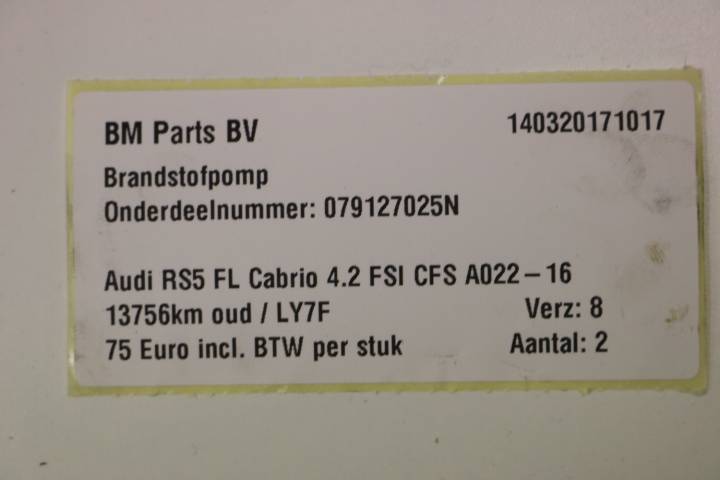 BM Parts BV 140320171017
Brandstofpomp
Onderdeelnummer: 079127025N
Audi RS5 FL Cabrio 4.2 FSI CFS A022-16
13756km oud / LY7F Verz: 8
75 Euro incl. BTW per stuk Aantal: 2